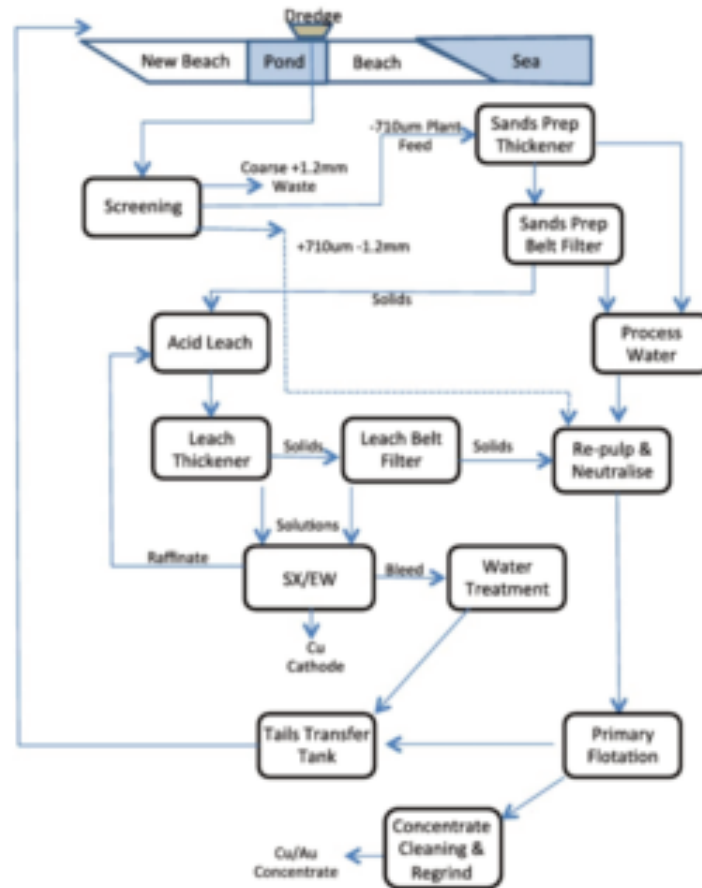 Dredge
New Beach
Pond
Beach
Sea
-710um Plant
Feed
Sands Prep
Thickener
Coarse +1.2mm
Waste
Screening
+710um -1.2mm
Sands Prep
Belt Filter
Solids
Acid Leach
Process
Water
Leach
Thickener
Solids
Leach Belt
Filter
Solids
Re-pulp &
Neutralise
Solutions
Raffinate
SX/EW
Bleed
Water
Treatment
Cu
Cathode
Tails Transfer
Tank
Primary
Flotation
Concentrate
Cleaning &
Regrind
Cu/Au
Concentrate